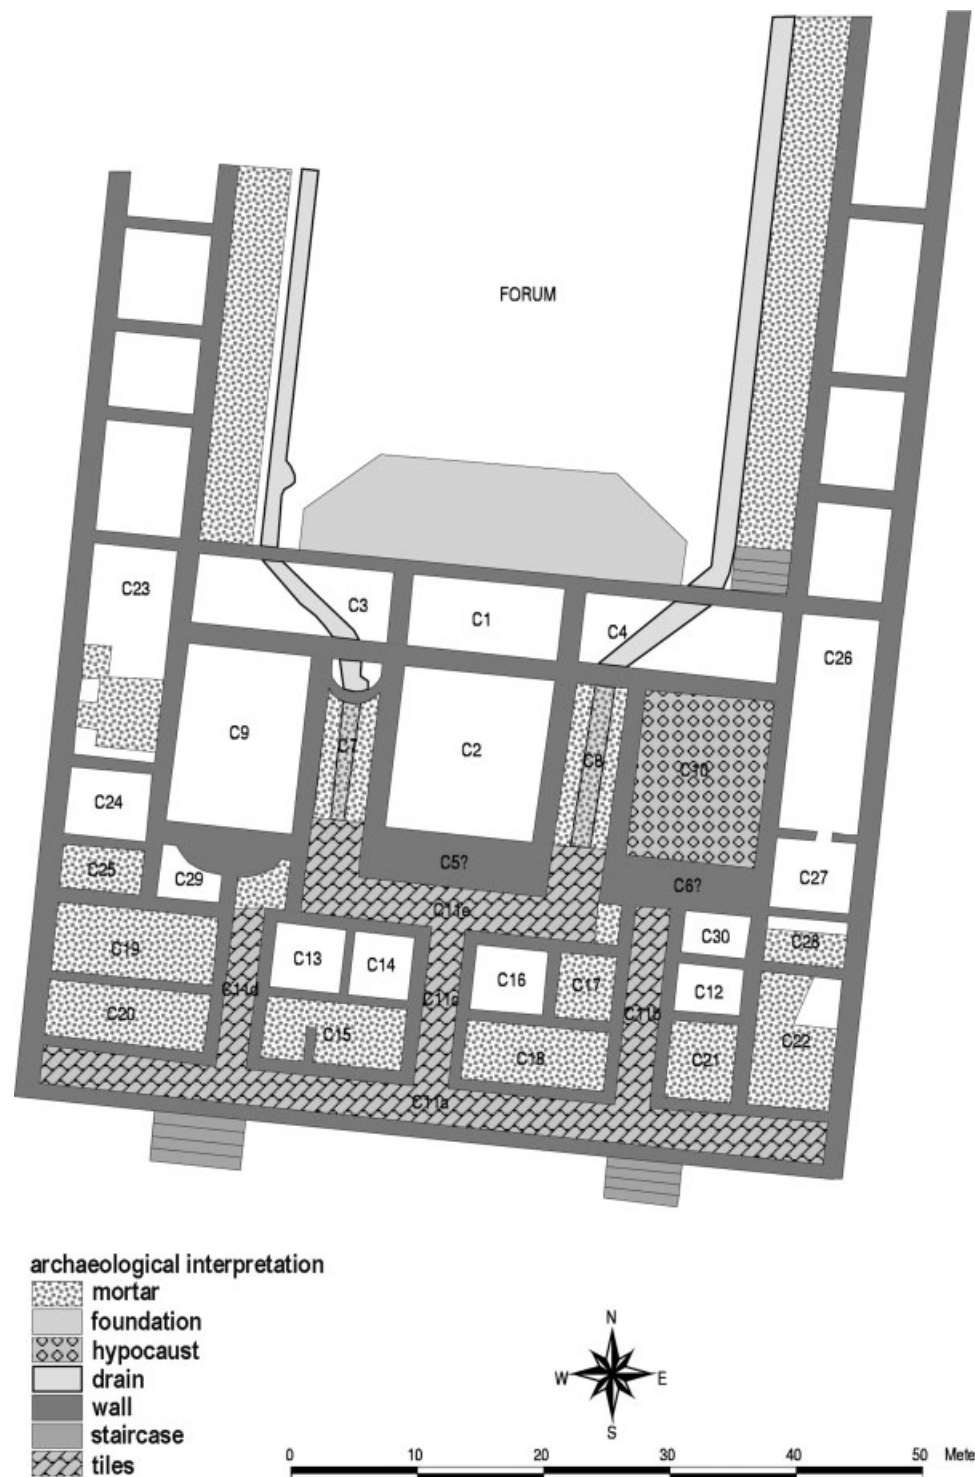 FORUM
C23
C3
C1
C4
C26
C9
C7
C2
C8
C10
C24
C5?
C6?
C25
C29
C27
C11e
C30
C28
C19
C13
C14
C16
C17
C12
C11d
C11c
C11b
C20
C15
C18
C21
C22
C11a
archaeological interpretation
mortar
foundation
hypocaust
drain
wall
staircase
tiles
N
W E
S
0 10 20 30 40 50 Mete